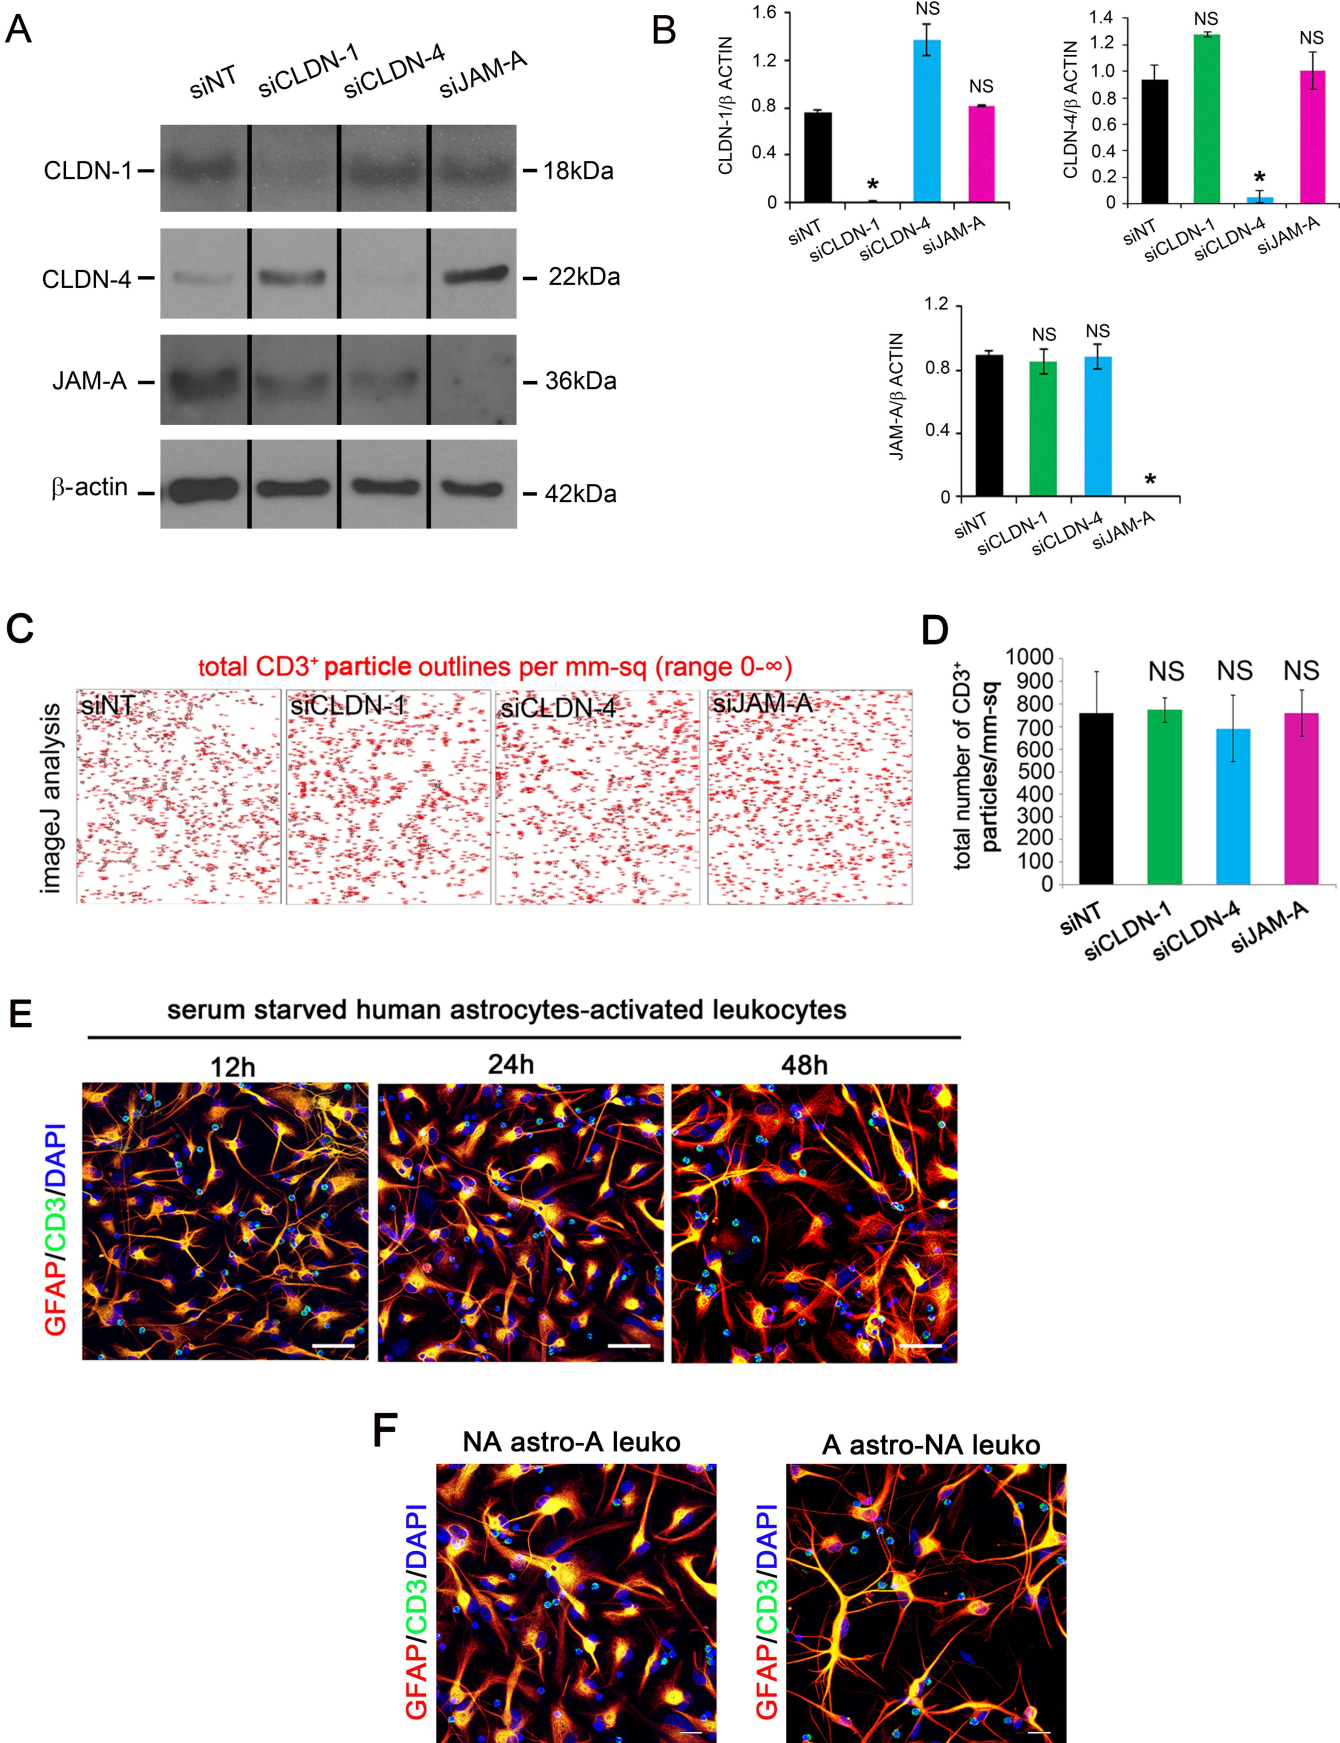 A
siNT
siCLDN-1
siCLDN-4
siJAM-A
CLDN-1
18kDa
CLDN-4
22kDa
JAM-A
36kDa
β-actin
42kDa
B
CLDN-1/β ACTIN
1.6
1.2
0.8
0.4
0
*
NS
NS
siNT
siCLDN-1
siCLDN-4
siJAM-A
CLDN-4/β ACTIN
1.4
1.2
1.0
0.8
0.6
0.4
0.2
0
NS
*
NS
siNT
siCLDN-1
siCLDN-4
siJAM-A
JAM-A/β ACTIN
1.2
0.8
0.4
0
NS
NS
*
siNT
siCLDN-1
siCLDN-4
siJAM-A
C
total CD3+ particle outlines per mm-sq (range 0-∞)
imageJ analysis
siNT
siCLDN-1
siCLDN-4
siJAM-A
D
total number of CD3+
particles/mm-sq
1000
900
800
700
600
500
400
300
200
100
0
NS
NS
NS
siNT
siCLDN-1
siCLDN-4
siJAM-A
E
serum starved human astrocytes-activated leukocytes
12h
24h
48h
GFAP/CD3/DAPI
F
NA astro-A leuko
A astro-NA leuko
GFAP/CD3/DAPI
GFAP/CD3/DAPI